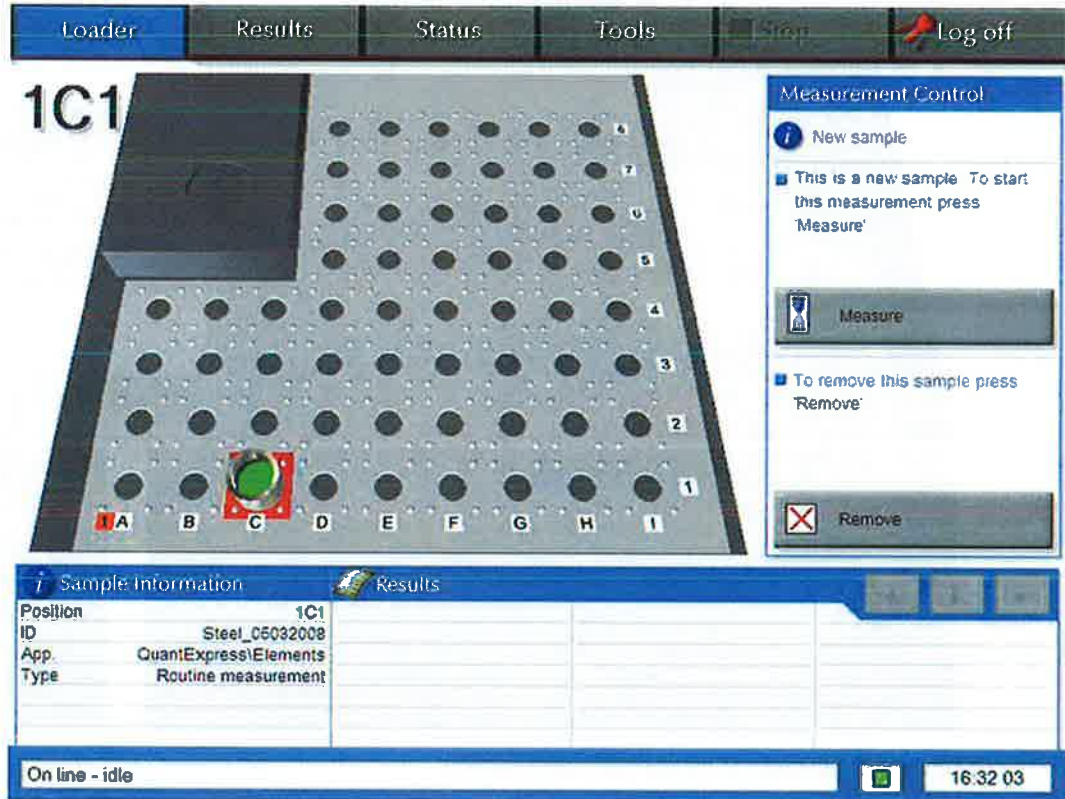 Loader
Results
Status
Tools
Stop
Log off
1C1
8
7
6
5
4
3
2
1
1 A B C D E F G H I
Measurement Control
New sample
This is a new sample. To start
this measurement press
'Measure'
Measure
To remove this sample press
'Remove'
Remove
Sample Information
Results
Position 1C1
ID Steel_05032008
App. QuantExpress\Elements
Type Routine measurement
On line - idle
16:32 03